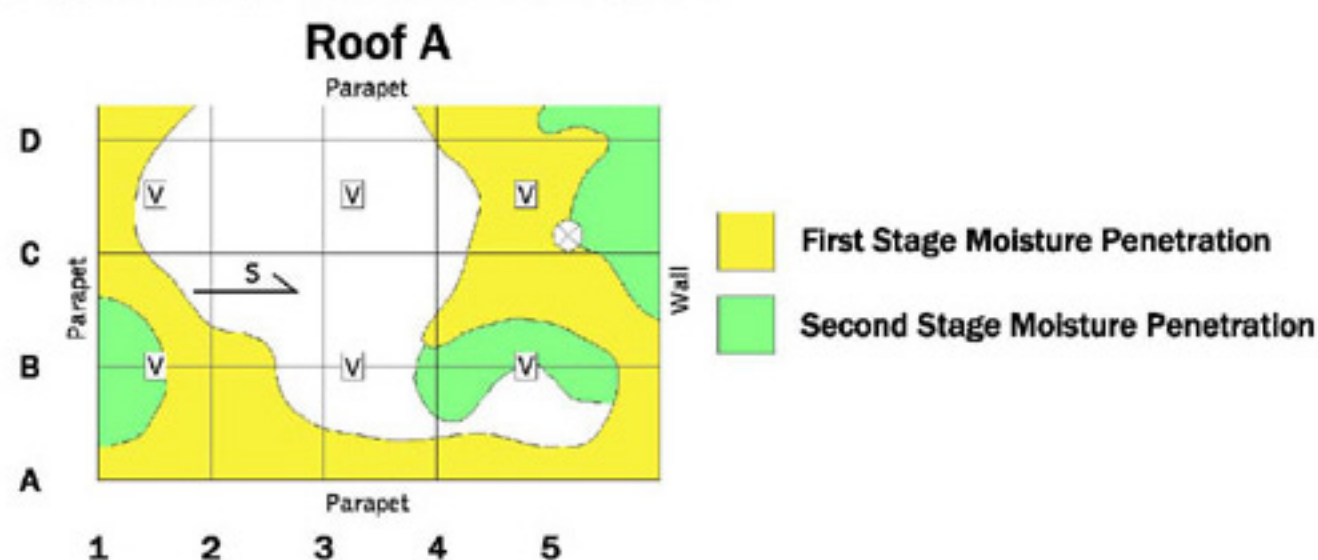 Roof A
Parapet
D
V V V
C
S
Parapet
Wall
B
V V V
A
Parapet
1 2 3 4 5
First Stage Moisture Penetration
Second Stage Moisture Penetration